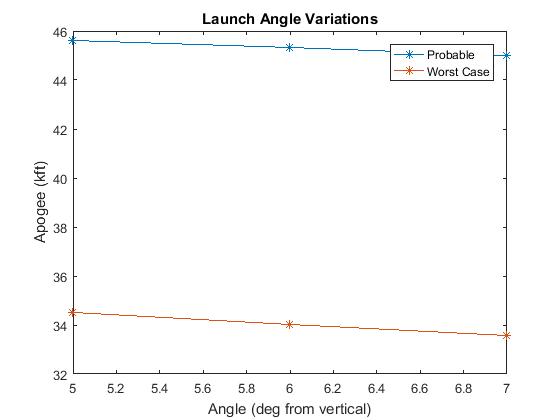 Launch Angle Variations
46
Probable
Worst Case
44
42
40
38
36
34
32
Apogee (kft)
5 5.2 5.4 5.6 5.8 6 6.2 6.4 6.6 6.8 7
Angle (deg from vertical)